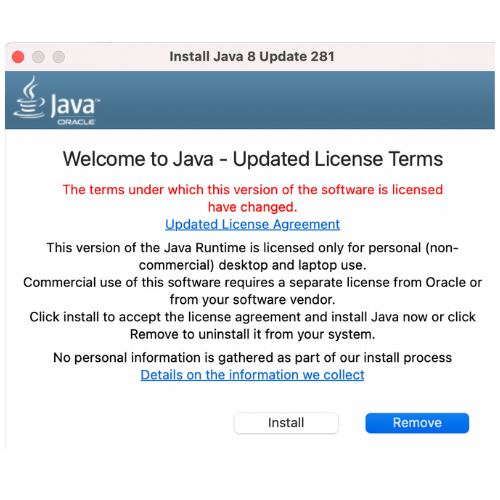 Install Java 8 Update 281
Java™
ORACLE
Welcome to Java - Updated License Terms
The terms under which this version of the software is licensed
have changed.
Updated License Agreement
This version of the Java Runtime is licensed only for personal (non-
commercial) desktop and laptop use.
Commercial use of this software requires a separate license from Oracle or
from your software vendor.
Click install to accept the license agreement and install Java now or click
Remove to uninstall it from your system.
No personal information is gathered as part of our install process
Details on the information we collect
Install
Remove